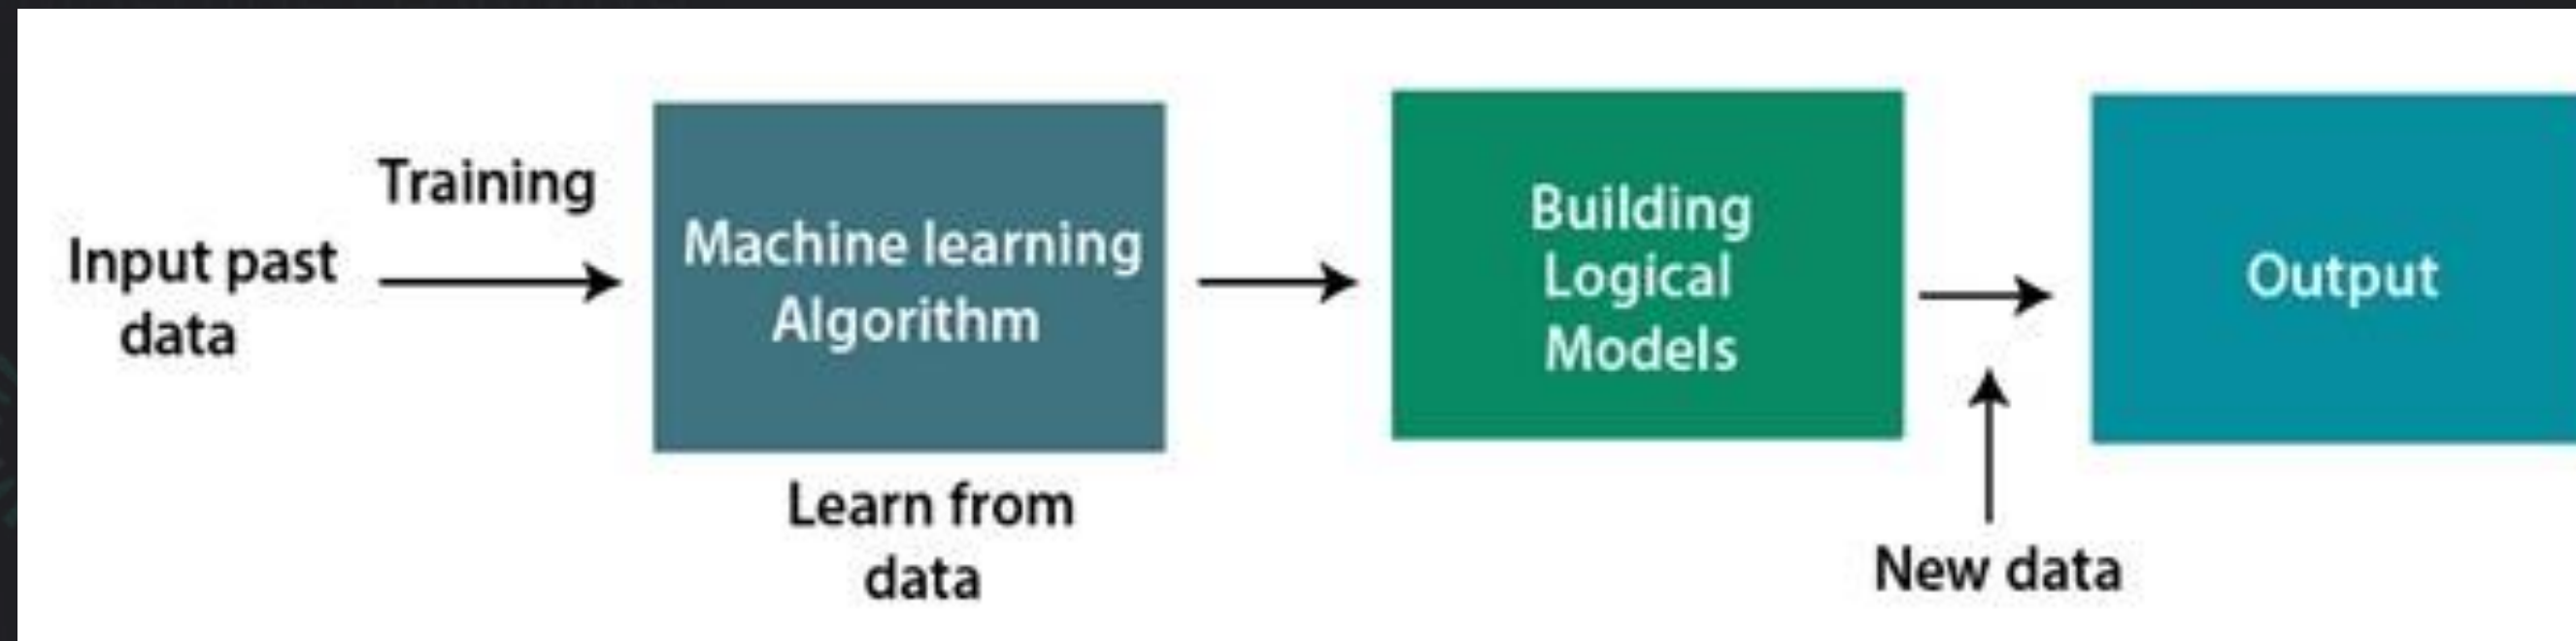 Training
Input past
data
Machine learning
Algorithm
Learn from
data
Building
Logical
Models
New data
Output